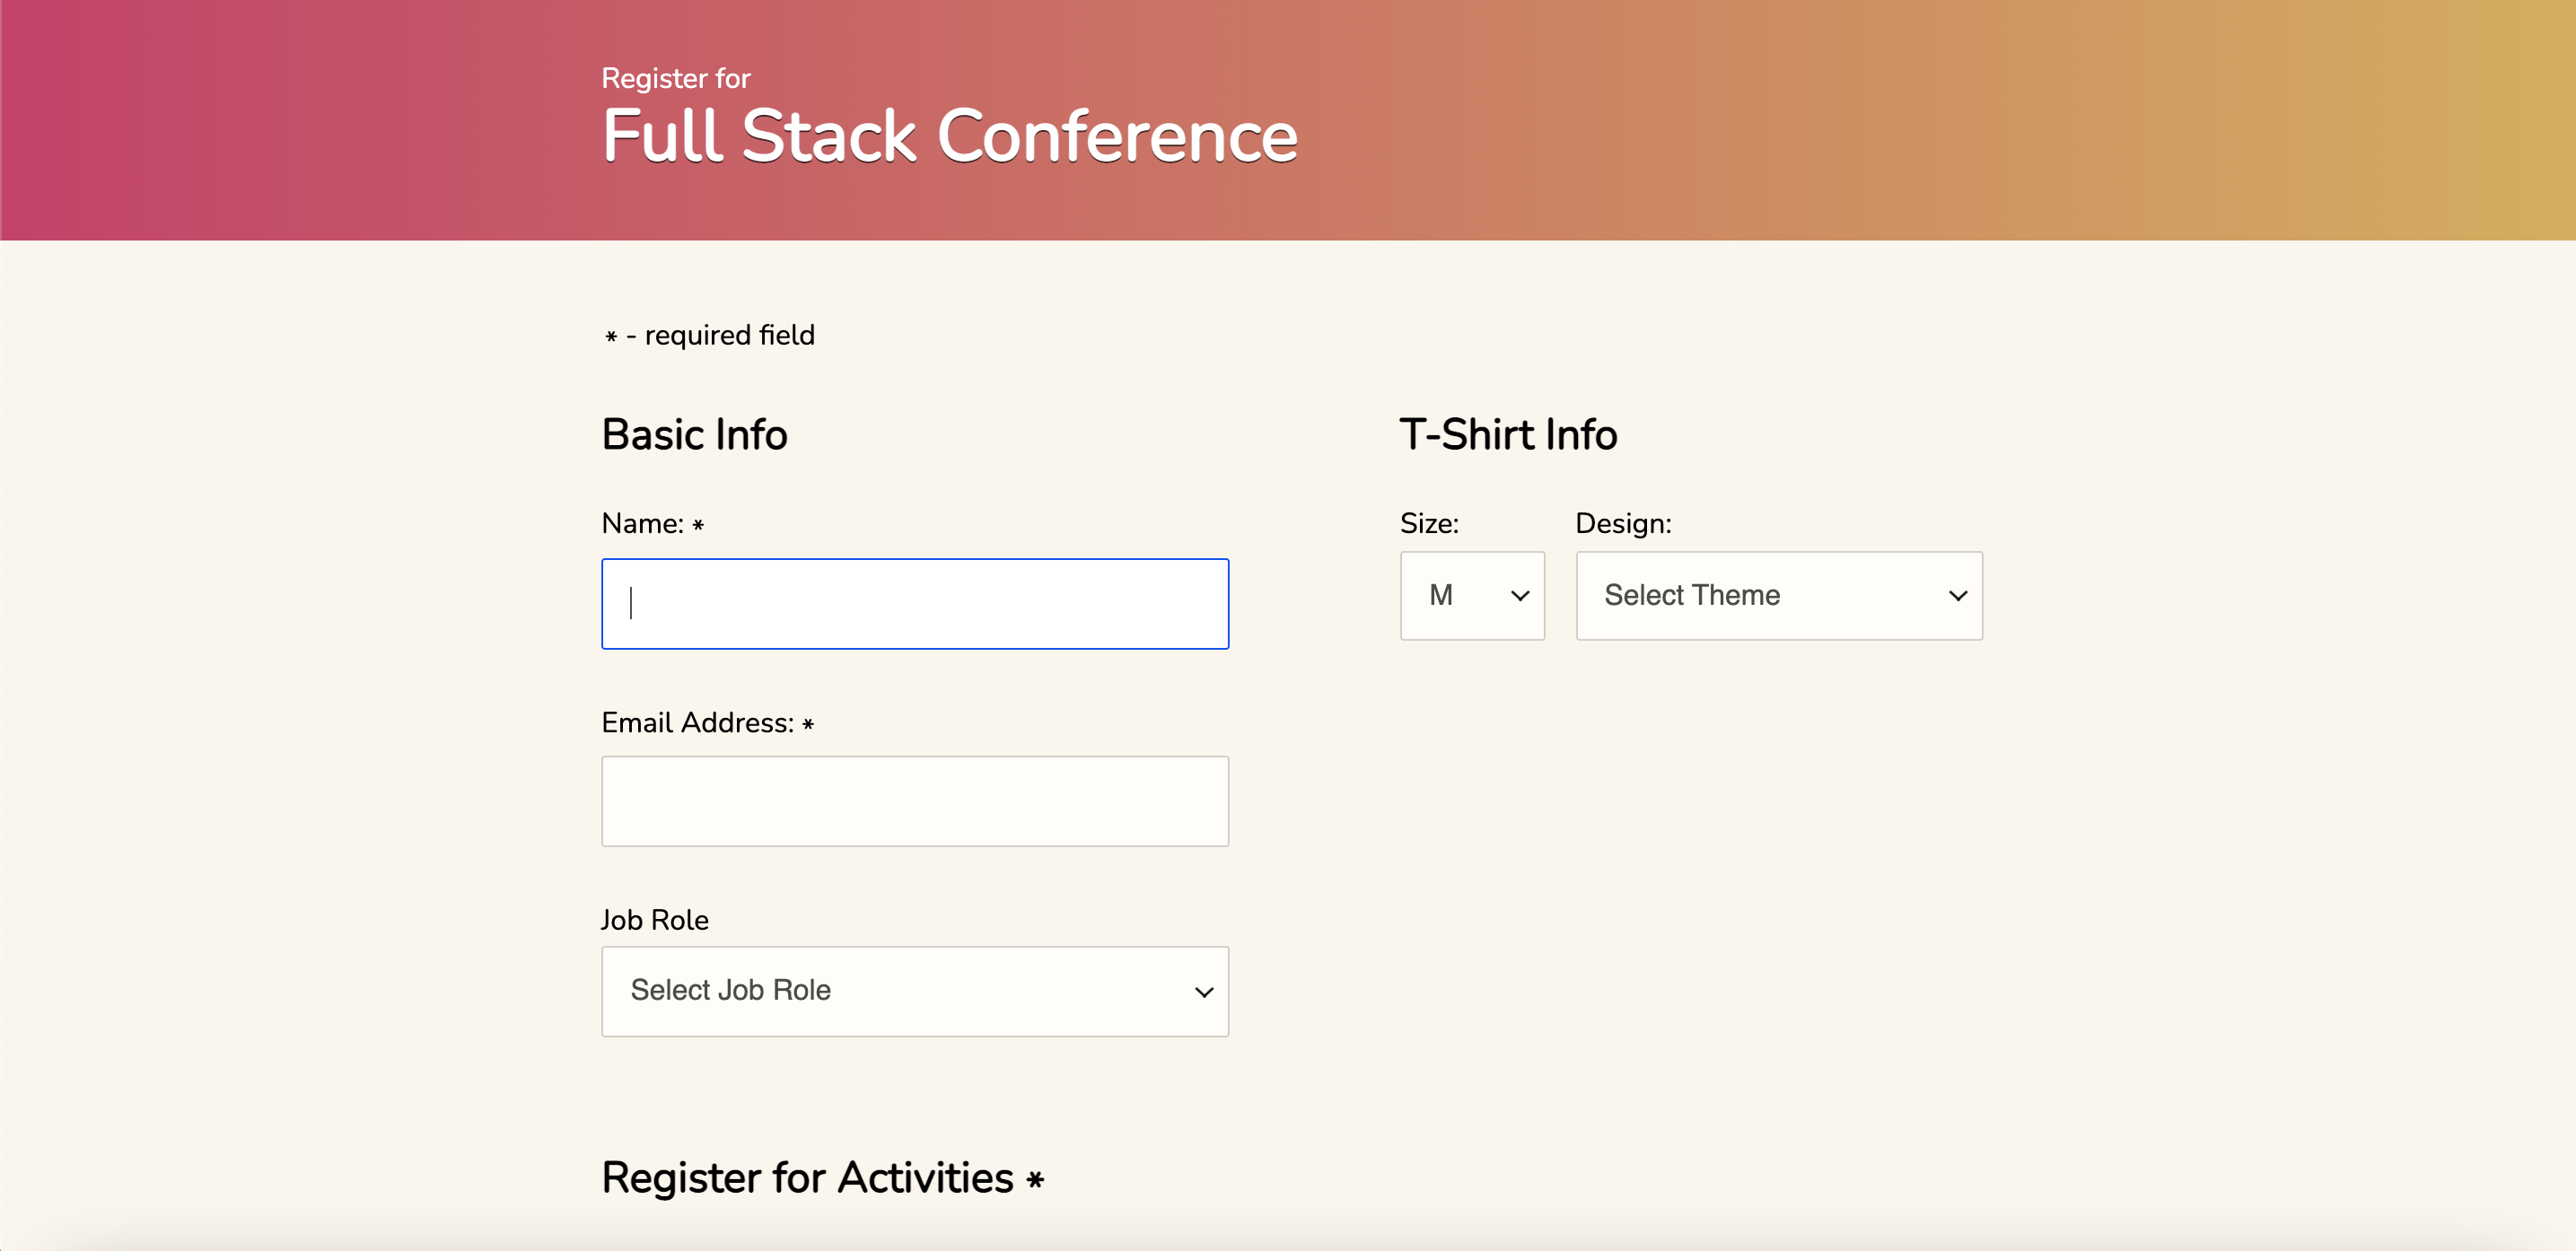 Register for
Full Stack Conference
* - required field
Basic Info
Name: *
Email Address: *
Job Role
Select Job Role
T-Shirt Info
Size:
Design:
M
Select Theme
Register for Activities *